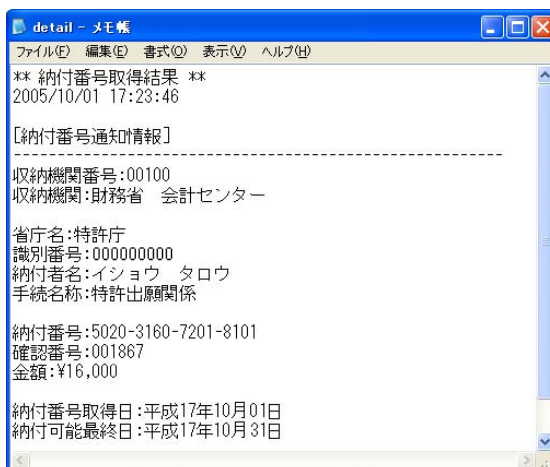 detail - メモ帳
ファイル(F) 編集(E) 書式(O) 表示(V) ヘルプ(H)
** 納付番号取得結果 **
2005/10/01 17:23:46
[納付番号通知情報]
------------------------------------------------------------
収納機関番号:00100
収納機関:財務省　会計センター
省庁名:特許庁
識別番号:000000000
納付者名:イショウ　タロウ
手続名称:特許出願関係
納付番号:5020-3160-7201-8101
確認番号:001867
金額:¥16,000
納付番号取得日:平成17年10月01日
納付可能最終日:平成17年10月31日